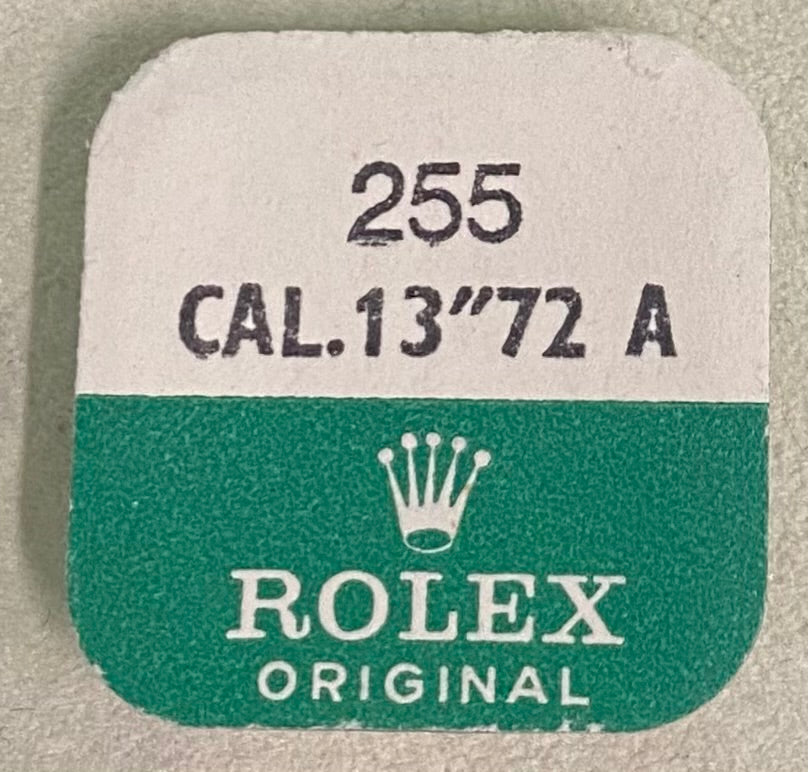 255
CAL.13″72 A
ROLEX
ORIGINAL